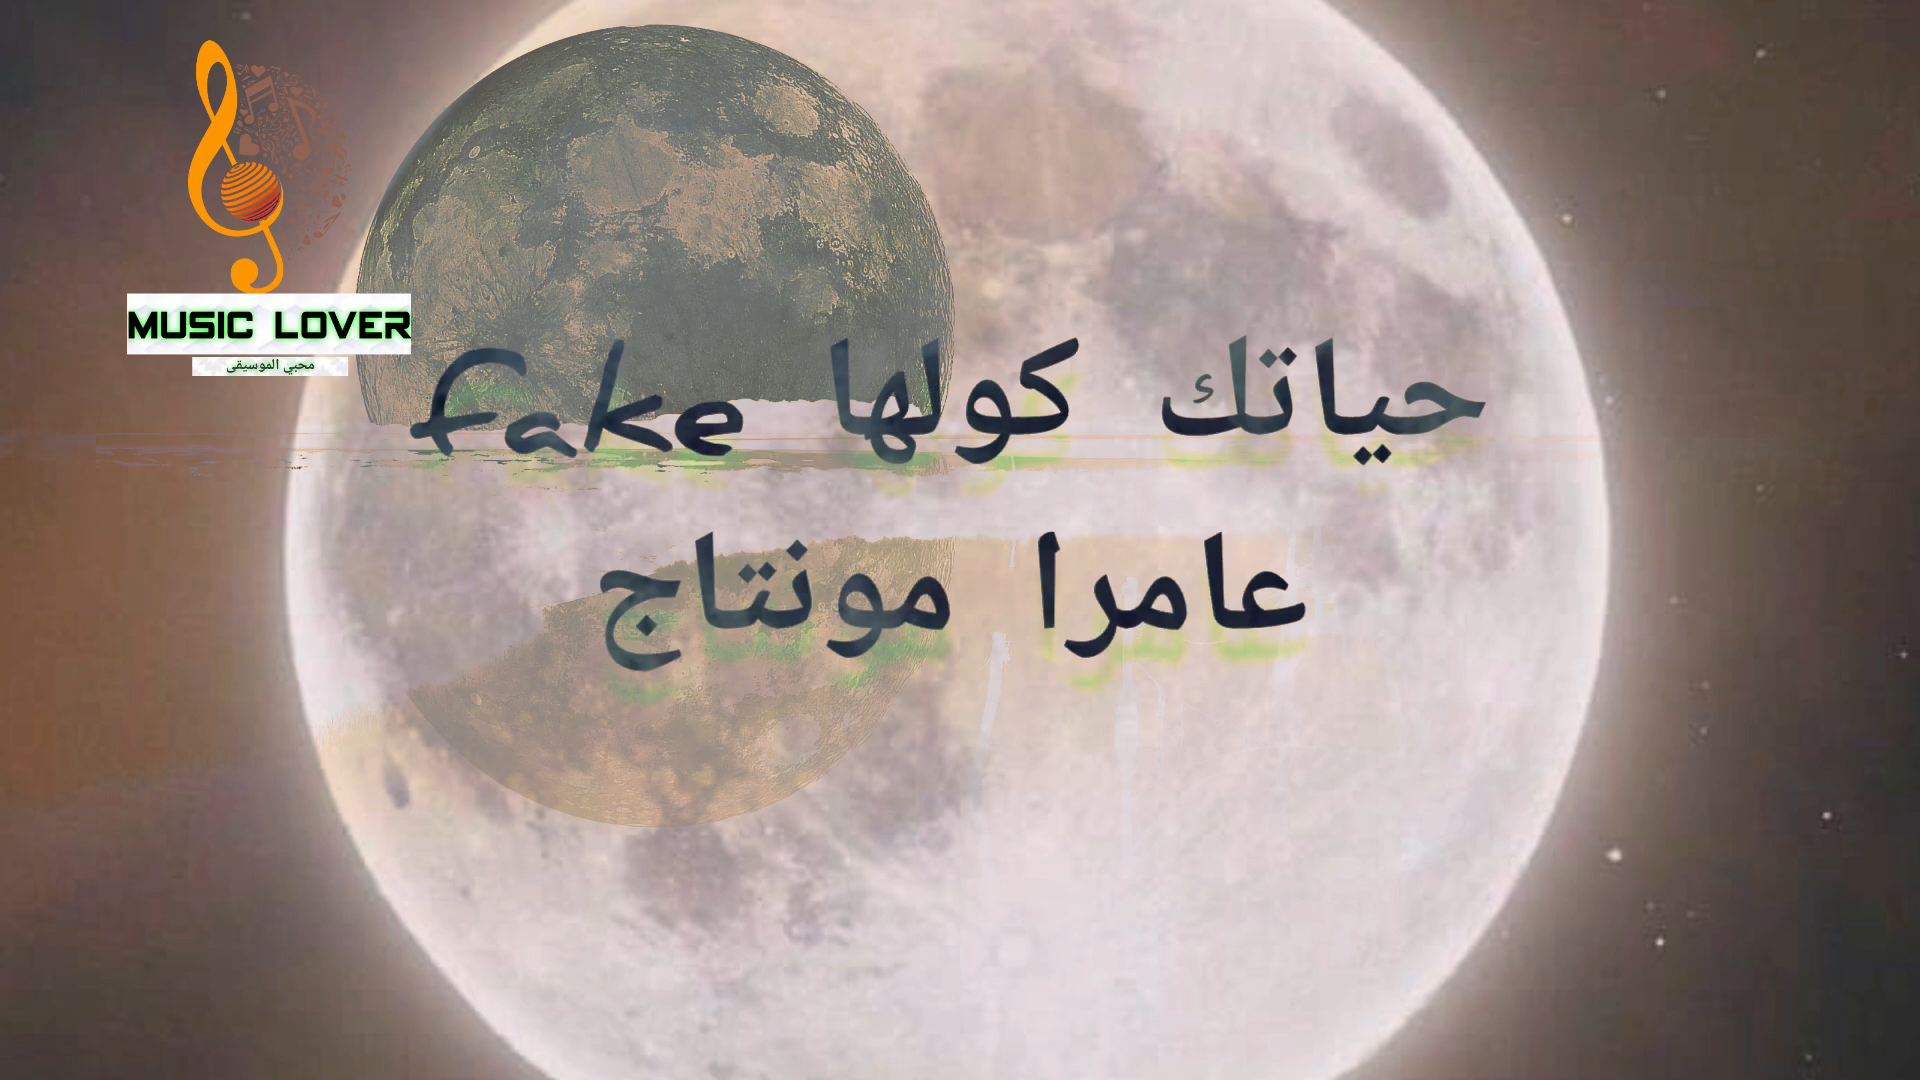 MUSIC LOVER
محبي الموسيقى
حياتك كولها fake
عامرا مونتاج